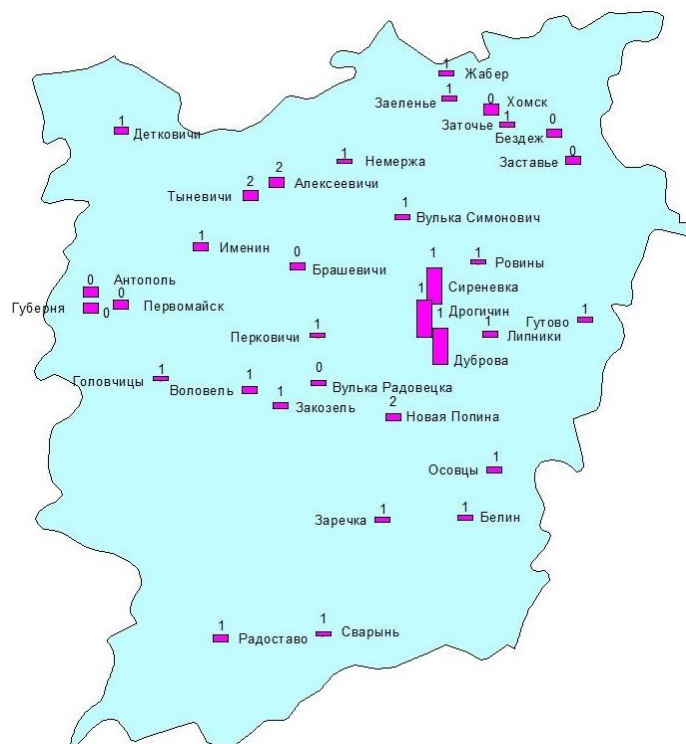 1
Жабер
1
Заеленье
0
Хомск
1
Заточье
0
Бездеж
0
Заставье
1
Детковичи
1
Немержа
2
Алексеевичи
2
Тыневичи
1
Вулька Симонович
1
Именин
0
Брашевичи
1
Ровины
1
Сиреневка
0
Антополь
Губерня
0
0
Первомайск
1
Дрогичин
1
Дуброва
1
Липники
1
Гутово
1
Перковичи
1
Головчицы
1
Воловель
0
Вулька Радовецка
1
Закозель
2
Новая Попина
1
Осовцы
1
Заречка
1
Белин
1
Радоставо
1
Сварынь